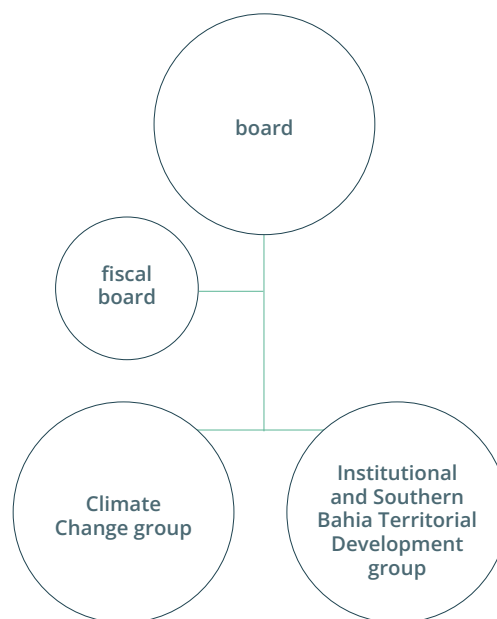 board
fiscal
board
Climate
Change group
Institutional
and Southern
Bahia Territorial
Development
group